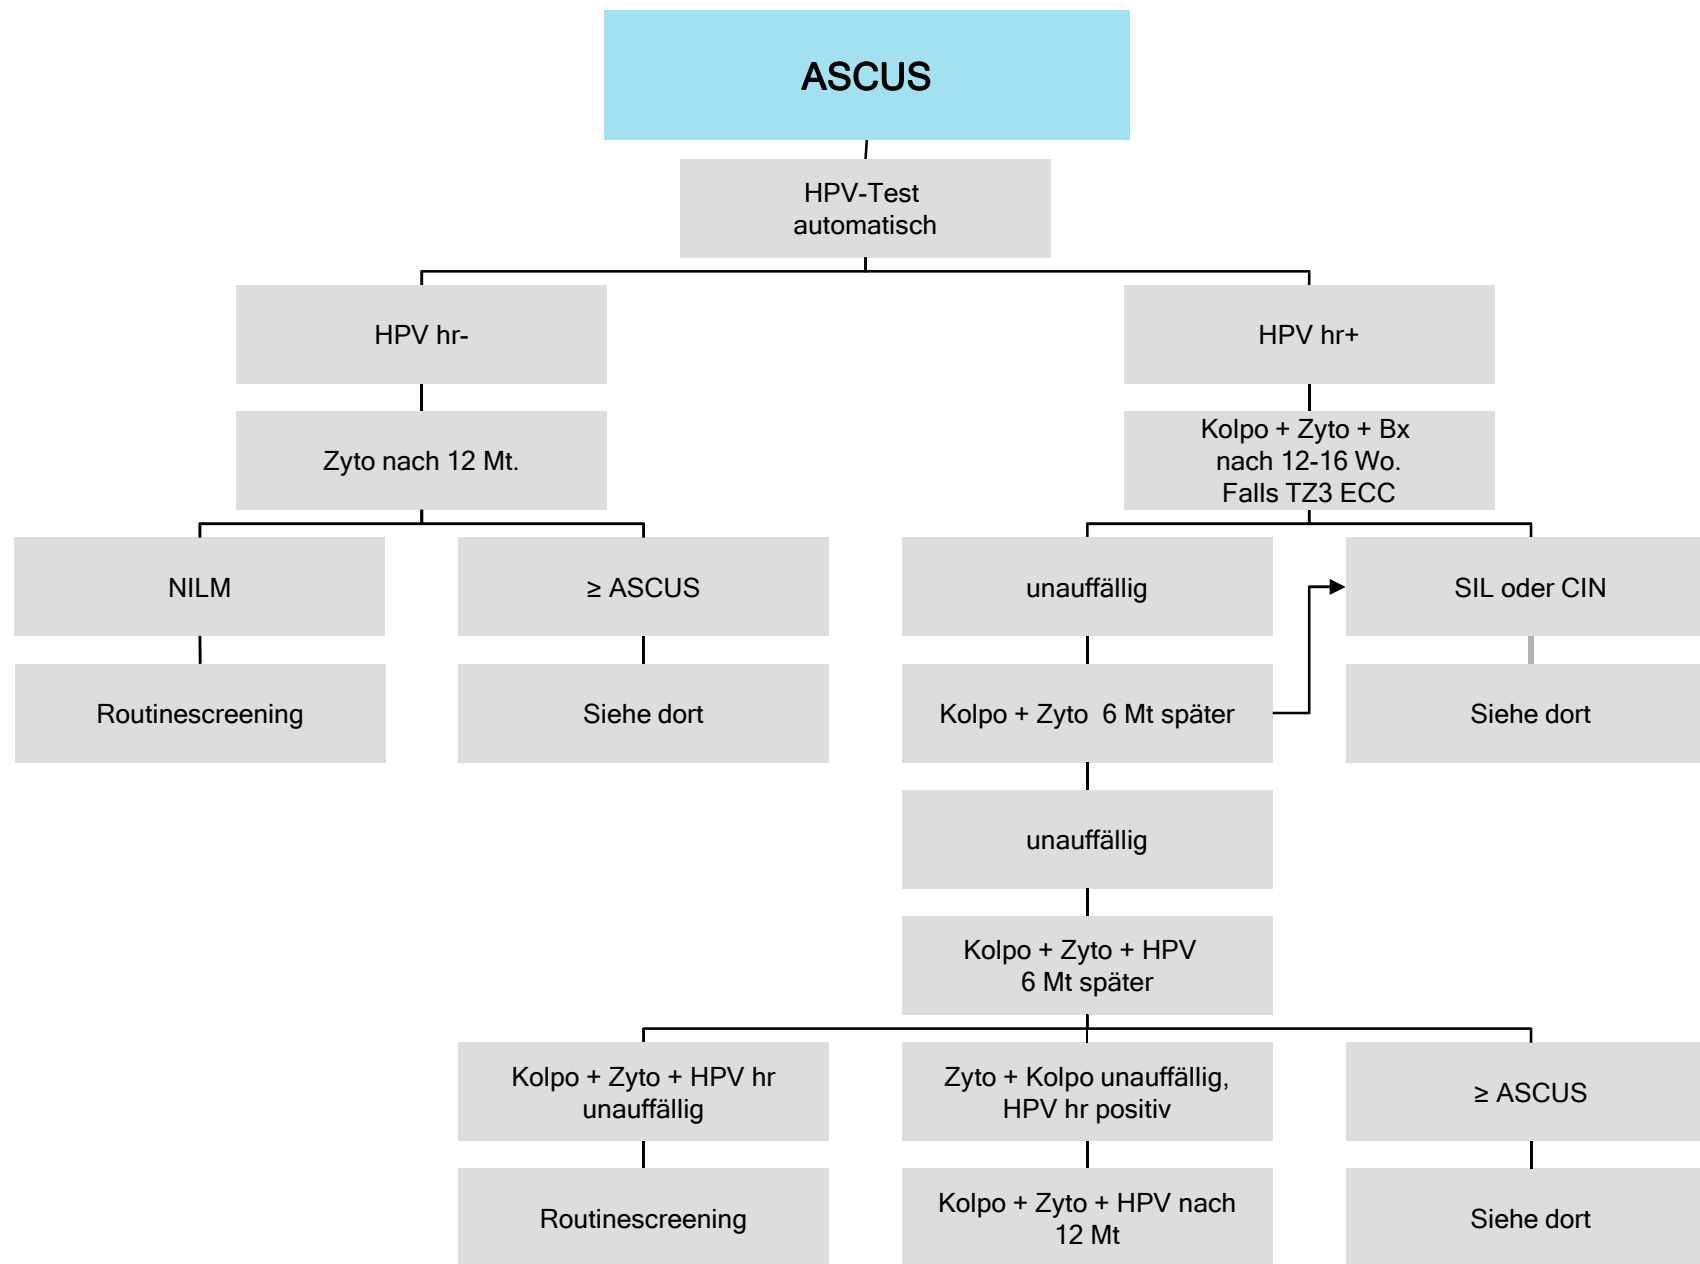 ASCUS
HPV-Test
automatisch
HPV hr-
HPV hr+
Zyto nach 12 Mt.
Kolpo + Zyto + Bx
nach 12-16 Wo.
Falls TZ3 ECC
NILM
≥ ASCUS
unauffällig
SIL oder CIN
Routinescreening
Siehe dort
Kolpo + Zyto  6 Mt später
Siehe dort
unauffällig
Kolpo + Zyto + HPV
6 Mt später
Kolpo + Zyto + HPV hr
unauffällig
Zyto + Kolpo unauffällig,
HPV hr positiv
≥ ASCUS
Routinescreening
Kolpo + Zyto + HPV nach
12 Mt
Siehe dort